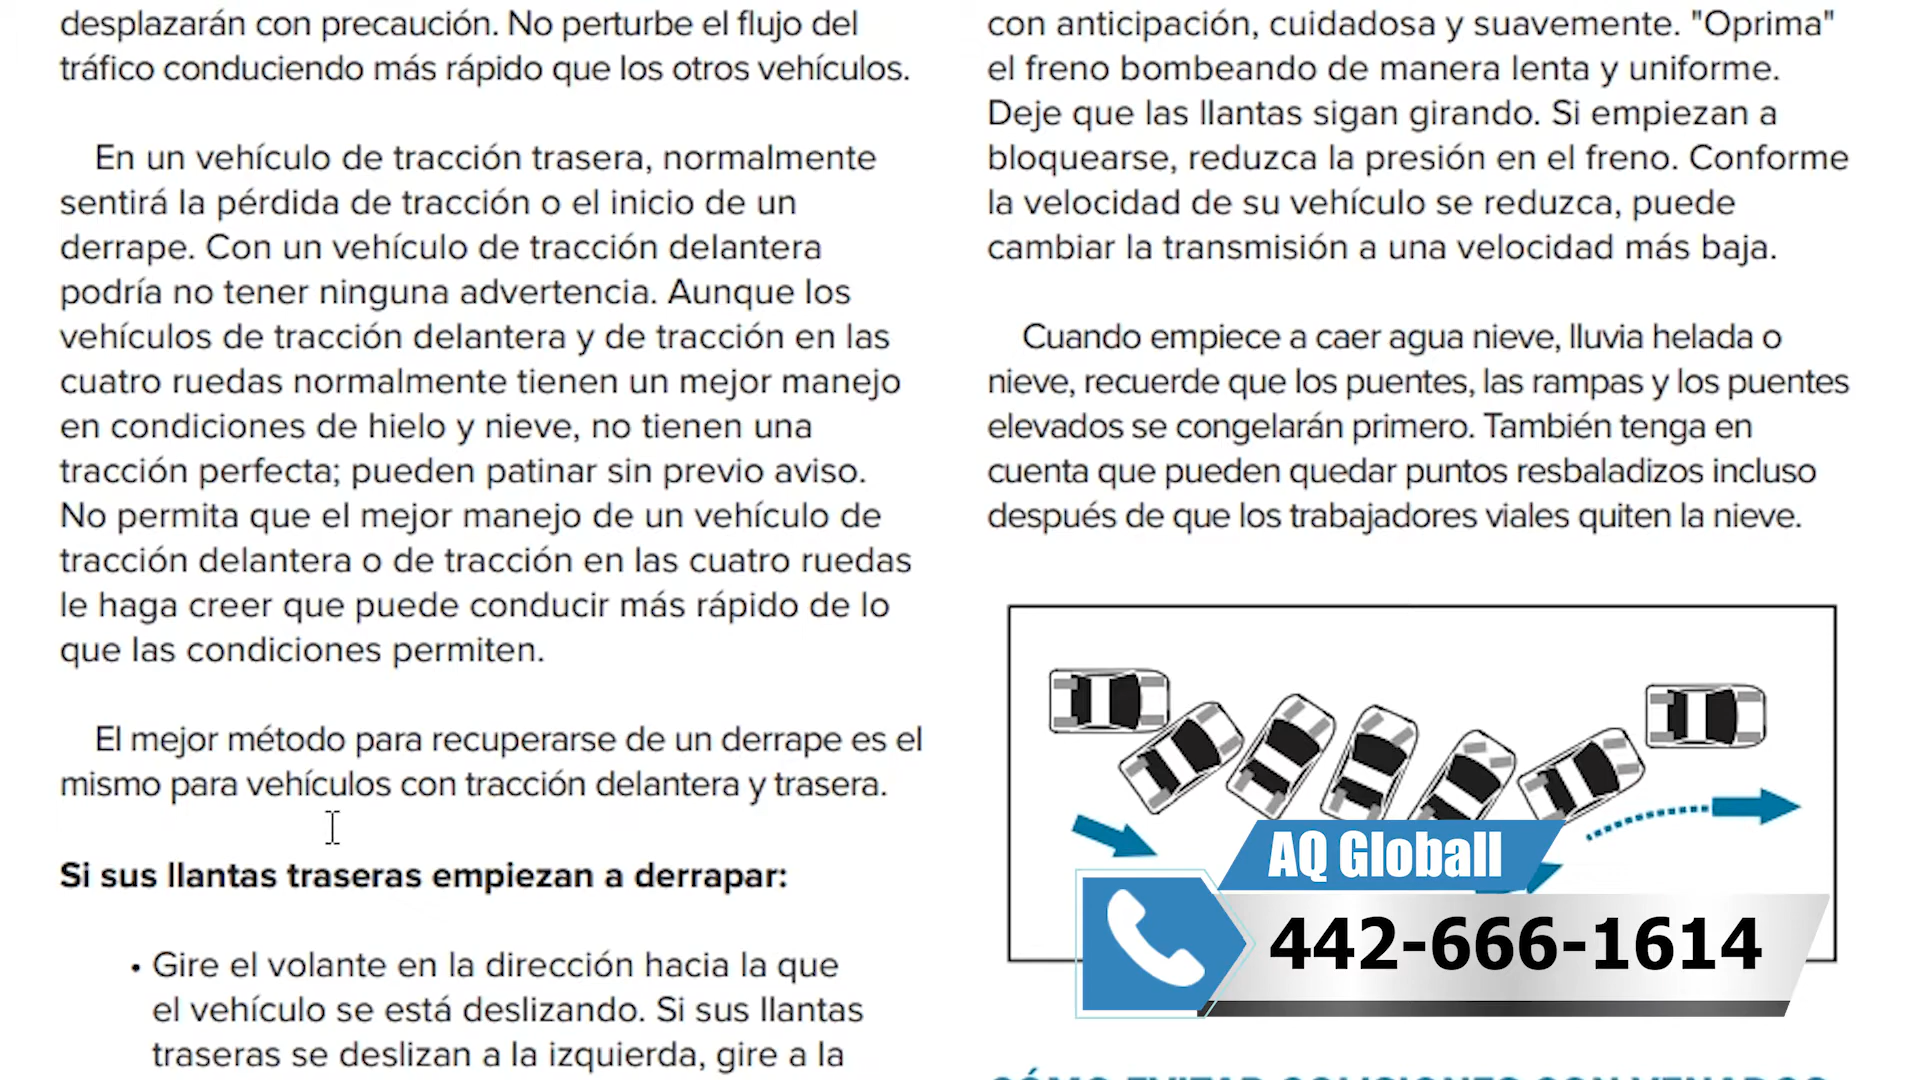 desplazarán con precaución. No perturbe el flujo del
tráfico conduciendo más rápido que los otros vehículos.
En un vehículo de tracción trasera, normalmente
sentirá la pérdida de tracción o el inicio de un
derrape. Con un vehículo de tracción delantera
podría no tener ninguna advertencia. Aunque los
vehículos de tracción delantera y de tracción en las
cuatro ruedas normalmente tienen un mejor manejo
en condiciones de hielo y nieve, no tienen una
tracción perfecta; pueden patinar sin previo aviso.
No permita que el mejor manejo de un vehículo de
tracción delantera o de tracción en las cuatro ruedas
le haga creer que puede conducir más rápido de lo
que las condiciones permiten.
El mejor método para recuperarse de un derrape es el
mismo para vehículos con tracción delantera y trasera.
Si sus llantas traseras empiezan a derrapar:
• Gire el volante en la dirección hacia la que
el vehículo se está deslizando. Si sus llantas
traseras se deslizan a la izquierda, gire a la
con anticipación, cuidadosa y suavemente. "Oprima"
el freno bombeando de manera lenta y uniforme.
Deje que las llantas sigan girando. Si empiezan a
bloquearse, reduzca la presión en el freno. Conforme
la velocidad de su vehículo se reduzca, puede
cambiar la transmisión a una velocidad más baja.
Cuando empiece a caer agua nieve, lluvia helada o
nieve, recuerde que los puentes, las rampas y los puentes
elevados se congelarán primero. También tenga en
cuenta que pueden quedar puntos resbaladizos incluso
después de que los trabajadores viales quiten la nieve.
AQ Globall
442-666-1614
CÓMO EVITAR COLISIONES CON VENADOS